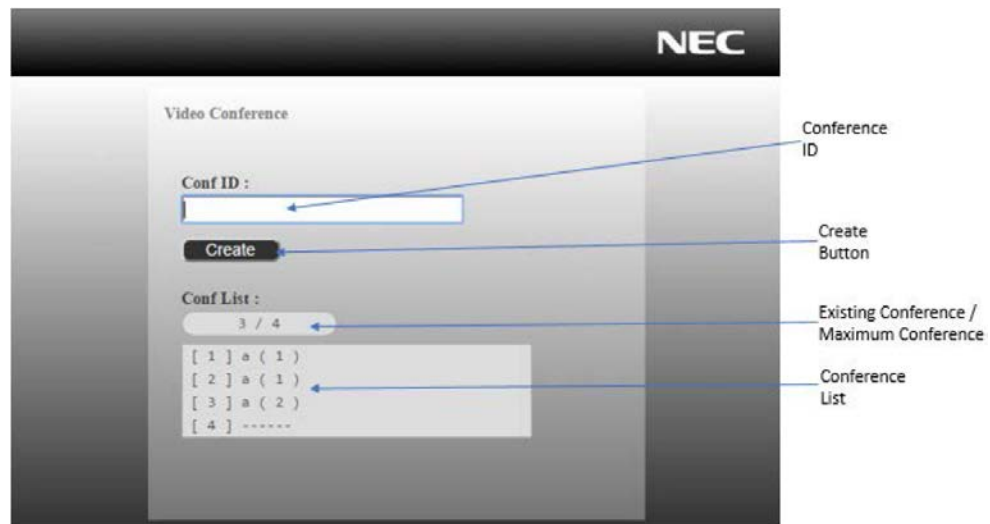 NEC
Video Conference
Conf ID :
Create
Conf List :
3 / 4
[ 1 ] a ( 1 )
[ 2 ] a ( 1 )
[ 3 ] a ( 2 )
[ 4 ] ------
Conference
ID
Create
Button
Existing Conference /
Maximum Conference
Conference
List